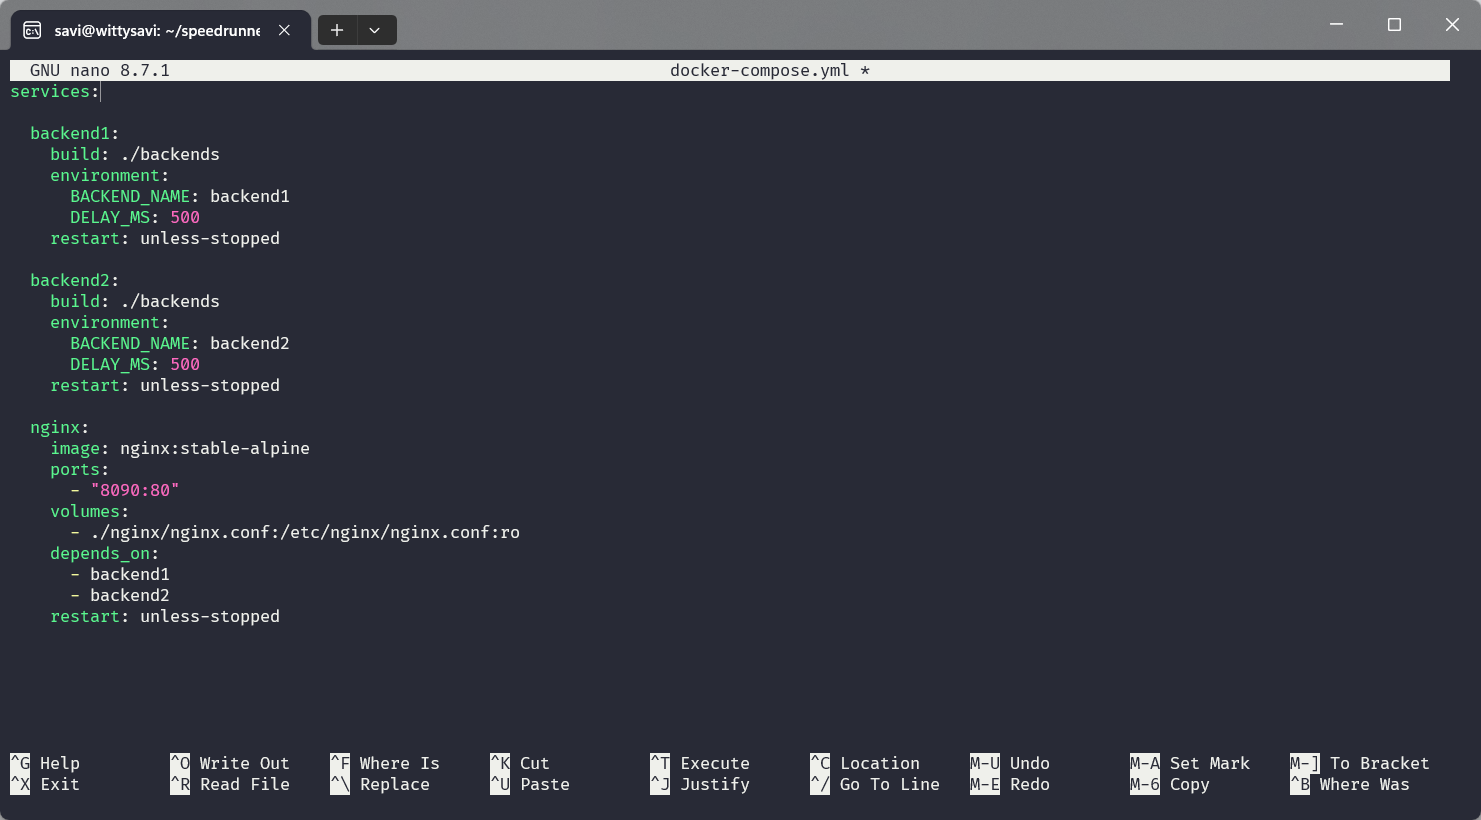 savi@wittysavi: ~/speedrunne
GNU nano 8.7.1 docker-compose.yml *
services:
  backend1:
    build: ./backends
    environment:
      BACKEND_NAME: backend1
      DELAY_MS: 500
    restart: unless-stopped
  backend2:
    build: ./backends
    environment:
      BACKEND_NAME: backend2
      DELAY_MS: 500
    restart: unless-stopped
  nginx:
    image: nginx:stable-alpine
    ports:
      - "8090:80"
    volumes:
      - ./nginx/nginx.conf:/etc/nginx/nginx.conf:ro
    depends_on:
      - backend1
      - backend2
    restart: unless-stopped
^G Help ^O Write Out ^F Where Is ^K Cut ^T Execute ^C Location M-U Undo M-A Set Mark M-] To Bracket
^X Exit ^R Read File ^\ Replace ^U Paste ^J Justify ^/ Go To Line M-E Redo M-6 Copy ^B Where Was